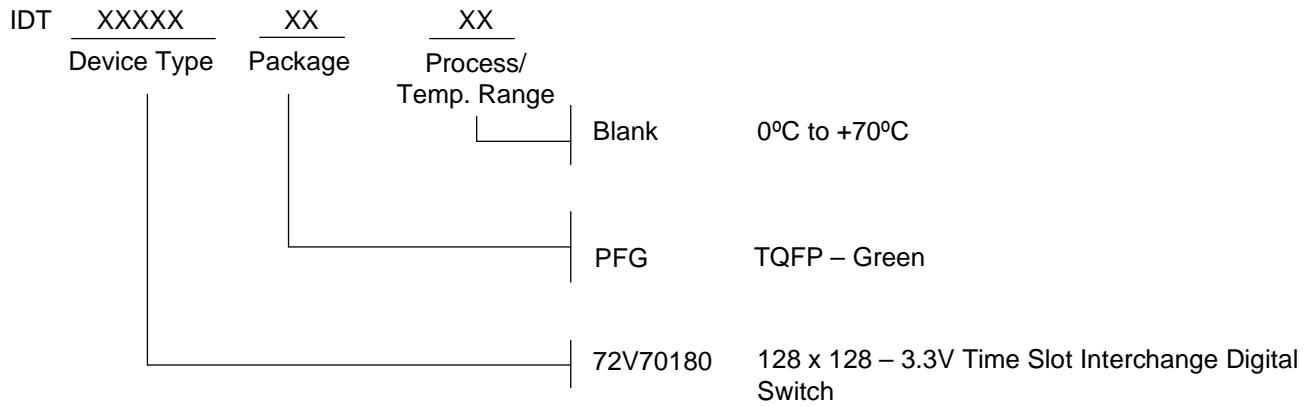 IDT XXXXX XX XX
Device Type Package Process/
Temp. Range
Blank 0ºC to +70ºC
PFG TQFP – Green
72V70180 128 x 128 – 3.3V Time Slot Interchange Digital
Switch